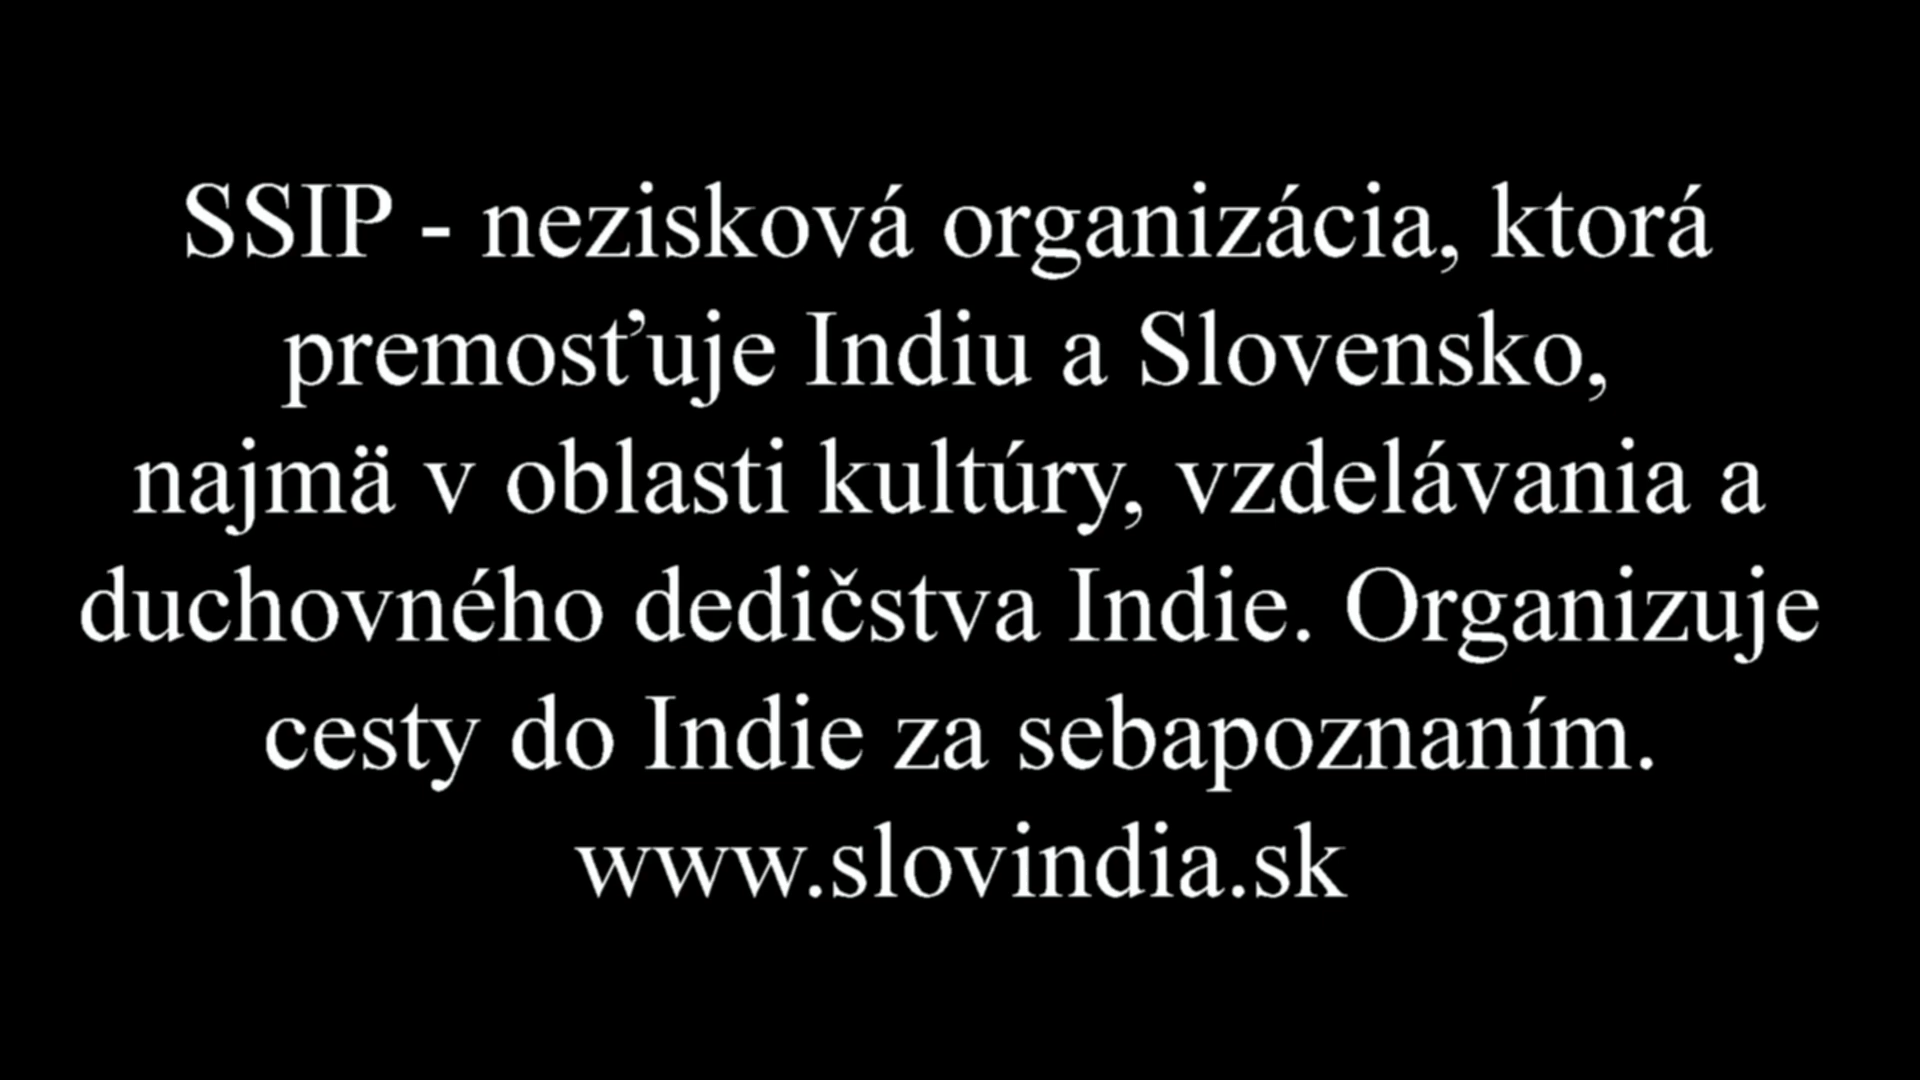 SSIP - nezisková organizácia, ktorá
premosťuje Indiu a Slovensko,
najmä v oblasti kultúry, vzdelávania a
duchovného dedičstva Indie. Organizuje
cesty do Indie za sebapoznaním.
www.slovindia.sk